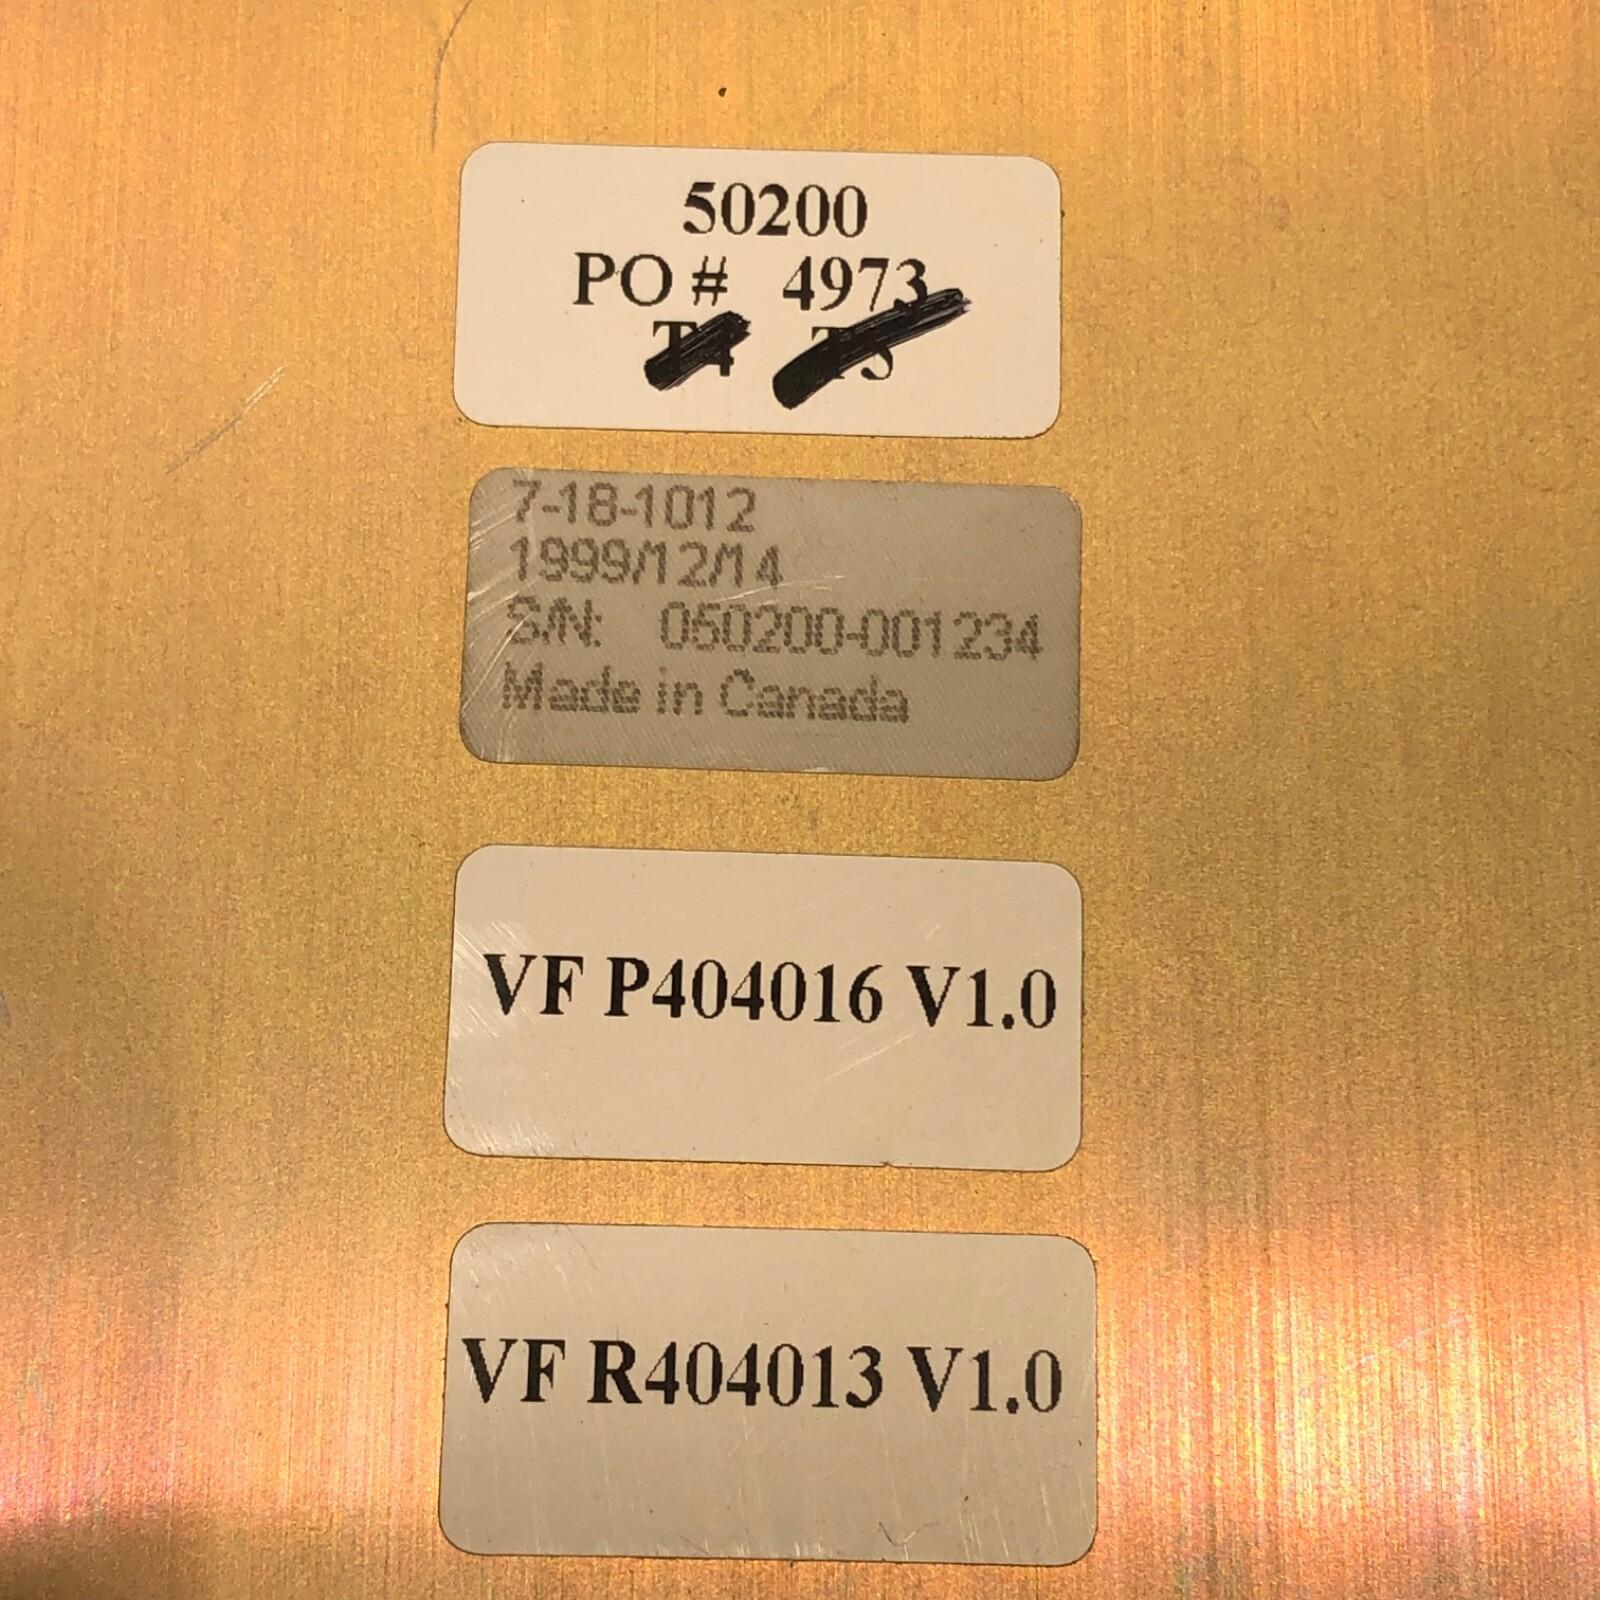 50200
PO # 4973
7-18-1012
1999/12/14
S/N: 050200-001234
Made in Canada
VF P404016 V1.0
VF R404013 V1.0